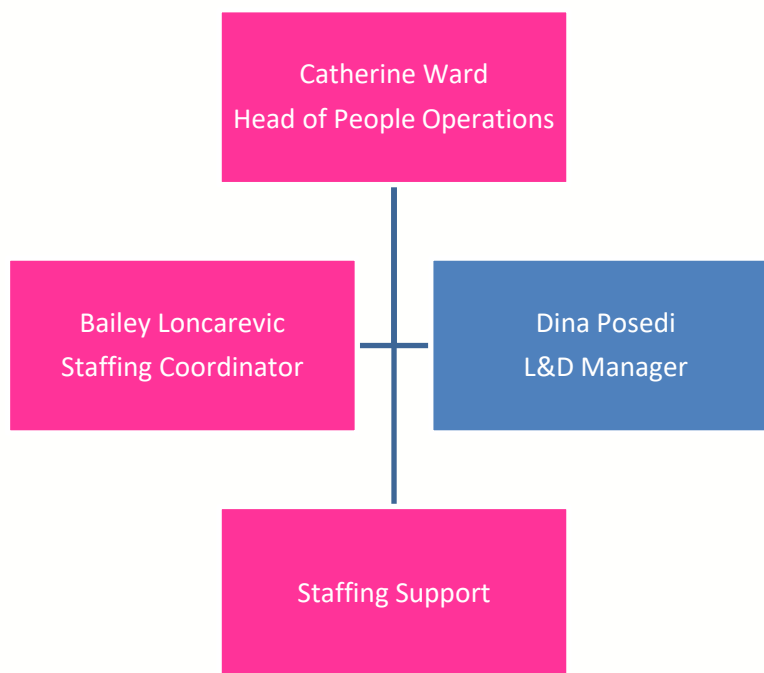 Catherine Ward
Head of People Operations
Bailey Loncarevic
Staffing Coordinator
Dina Posedi
L&D Manager
Staffing Support